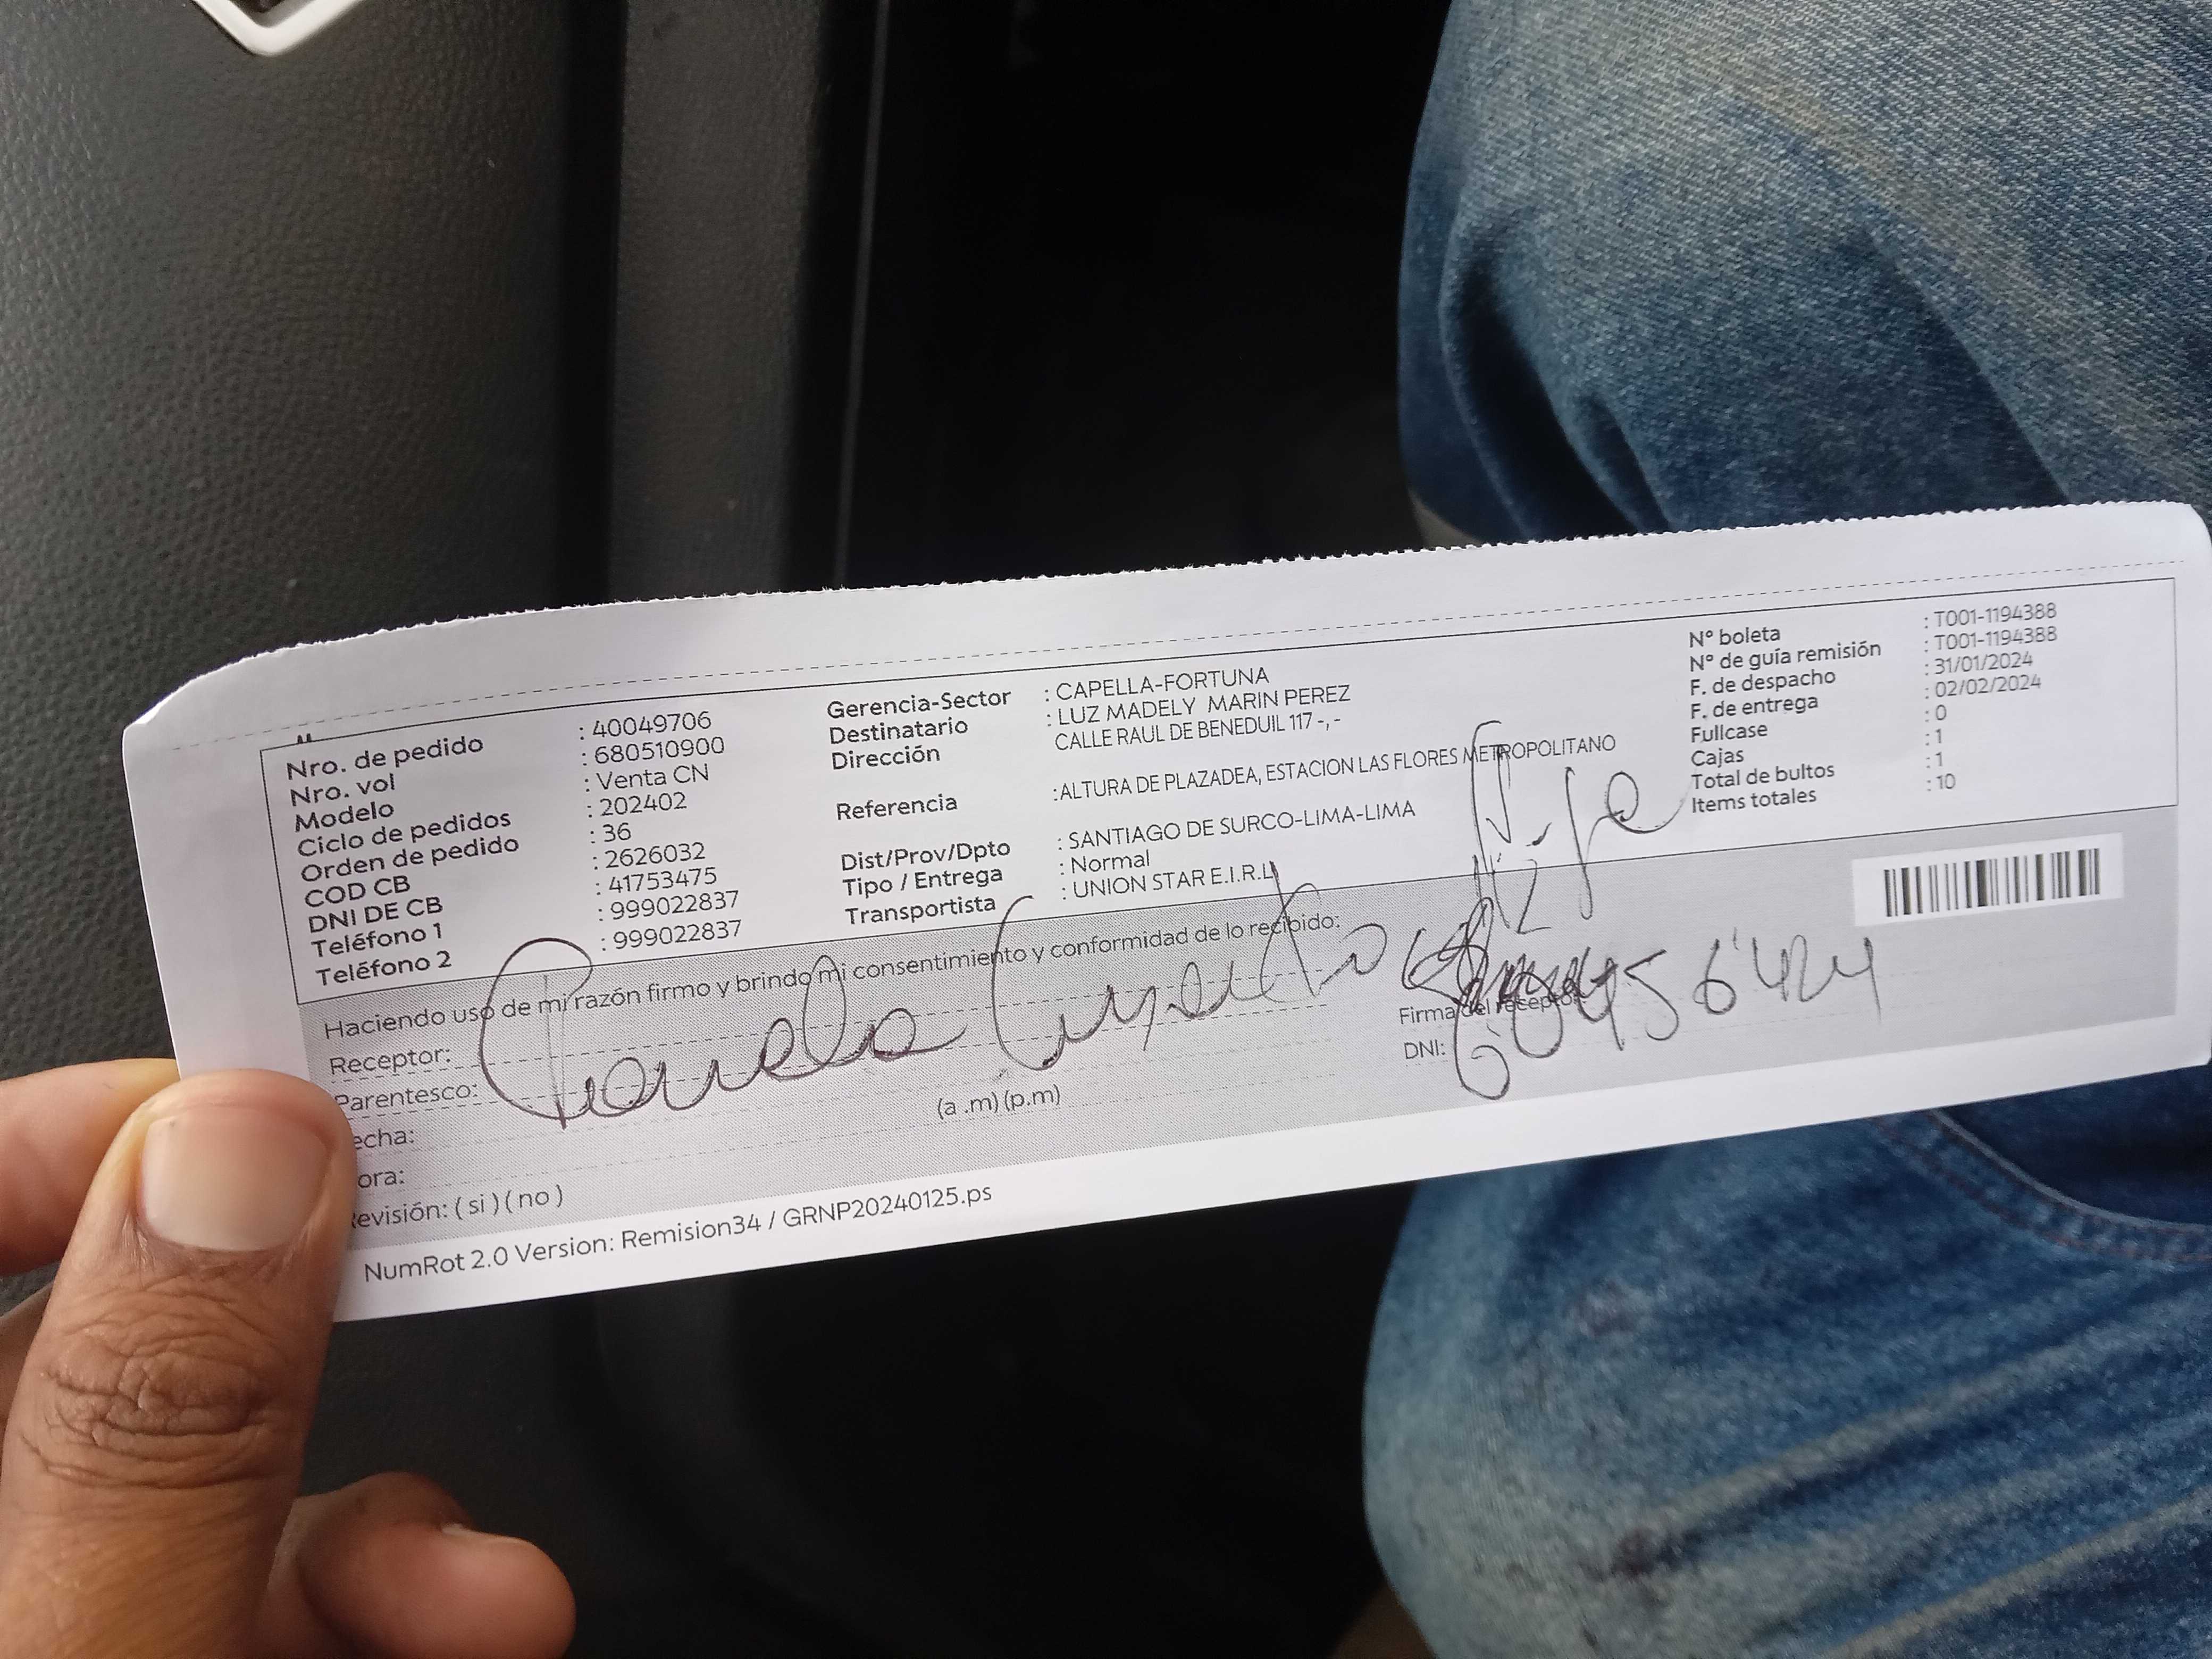 Nro. de pedido : 40049706
Nro. vol : 680510900
Modelo : Venta CN
Ciclo de pedidos : 202402
Orden de pedido : 36
COD CB : 2626032
DNI DE CB : 41753475
Teléfono 1 : 999022837
Teléfono 2 : 999022837
Gerencia-Sector : CAPELLA-FORTUNA
Destinatario : LUZ MADELY MARIN PEREZ
Dirección CALLE RAUL DE BENEDUIL 117 -, -
Referencia :ALTURA DE PLAZADEA, ESTACION LAS FLORES METROPOLITANO
Dist/Prov/Dpto : SANTIAGO DE SURCO-LIMA-LIMA
Tipo / Entrega : Normal
Transportista : UNION STAR E.I.R.L
N° boleta : T001-1194388
N° de guía remisión : T001-1194388
F. de despacho : 31/01/2024
F. de entrega : 02/02/2024
Fullcase : 0
Cajas : 1
Total de bultos : 1
Items totales : 10
Haciendo uso de mi razón firmo y brindo mi consentimiento y conformidad de lo recibido:
Receptor:
Parentesco:
echa:
ora:
(a .m) (p.m)
evisión: ( si ) ( no )
Firma del receptor:
DNI:
NumRot 2.0 Version: Remision34 / GRNP20240125.ps